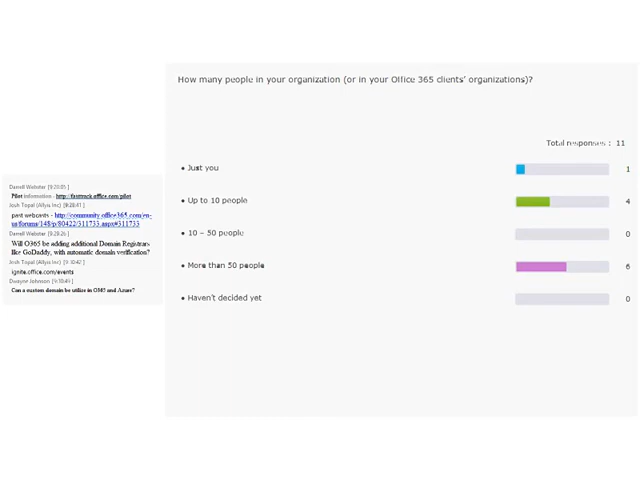 How many people in your organization (or in your Office 365 clients' organizations)?
Total responses : 11
• Just you 1
• Up to 10 people 4
• 10 – 50 people 0
• More than 50 people 6
• Haven't decided yet 0
Darrell Webster [9:20:05 ]
Pilot information - http://fasttrack.office.com/pilot
Josh Topal (Allyis Inc) [9:28:41 ]
past webcasts - http://community.office365.com/en-
us/forums/148/p/80422/311733.aspx#311733
Darrell Webster [9:29:26 ]
Will O365 be adding additional Domain Registrars
like GoDaddy, with automatic domain verification?
Josh Topal (Allyis Inc) [9:30:42 ]
ignite.office.com/events
Dwayne Johnson [9:30:49 ]
Can a custom domain be utilize in O365 and Azure?